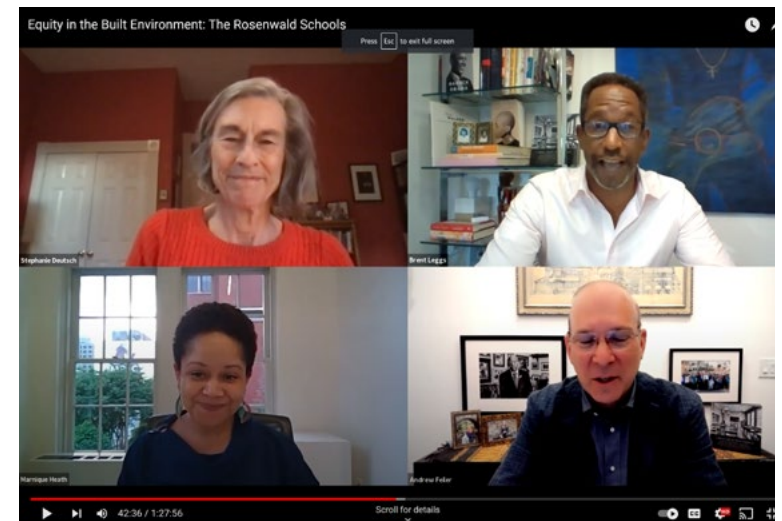 Equity in the Built Environment: The Rosenwald Schools
Press Esc to exit full screen
Stephanie Deutsch
Brent Leggs
Marnique Heath
Andrew Feiler
42:36 / 1:27:56
Scroll for details
CC